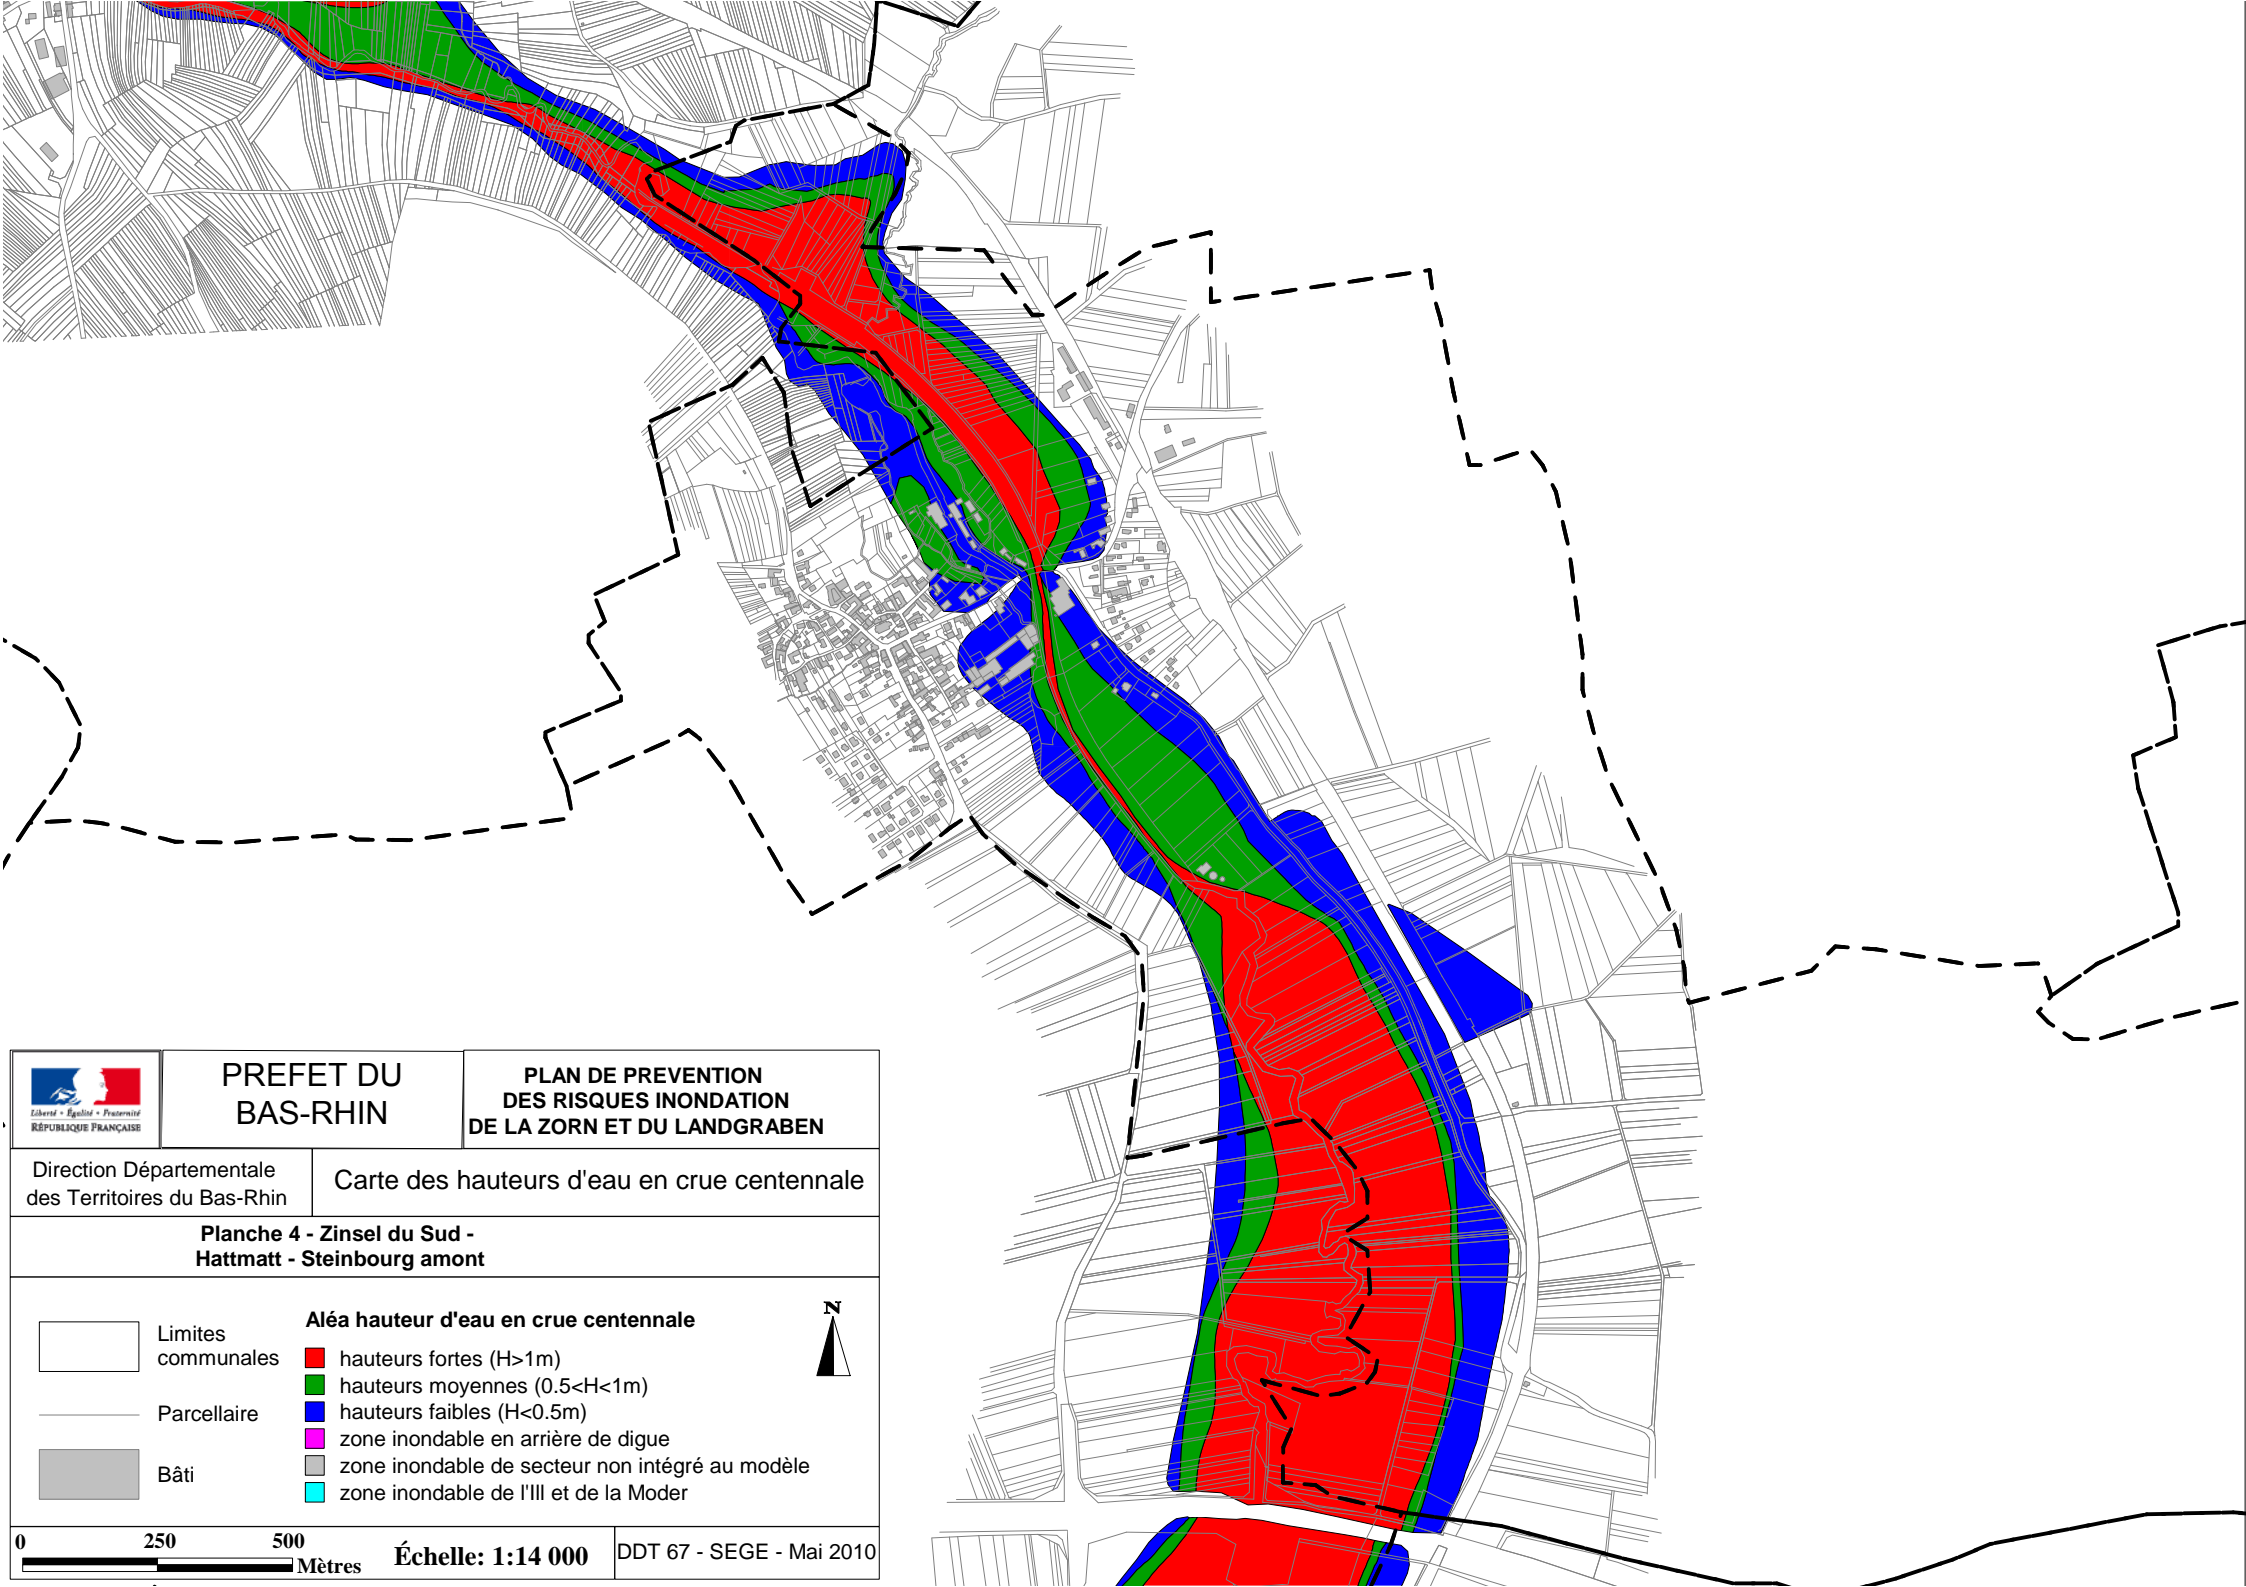 Liberté • Égalité • Fraternité
RÉPUBLIQUE FRANÇAISE
PREFET DU
BAS-RHIN
PLAN DE PREVENTION
DES RISQUES INONDATION
DE LA ZORN ET DU LANDGRABEN
Direction Départementale
des Territoires du Bas-Rhin
Carte des hauteurs d'eau en crue centennale
Planche 4 - Zinsel du Sud -
Hattmatt - Steinbourg amont
Limites
communales
Parcellaire
Bâti
Aléa hauteur d'eau en crue centennale
hauteurs fortes (H>1m)
hauteurs moyennes (0.5<H<1m)
hauteurs faibles (H<0.5m)
zone inondable en arrière de digue
zone inondable de secteur non intégré au modèle
zone inondable de l'Ill et de la Moder
N
0 250 500
Mètres
Échelle: 1:14 000
DDT 67 - SEGE - Mai 2010